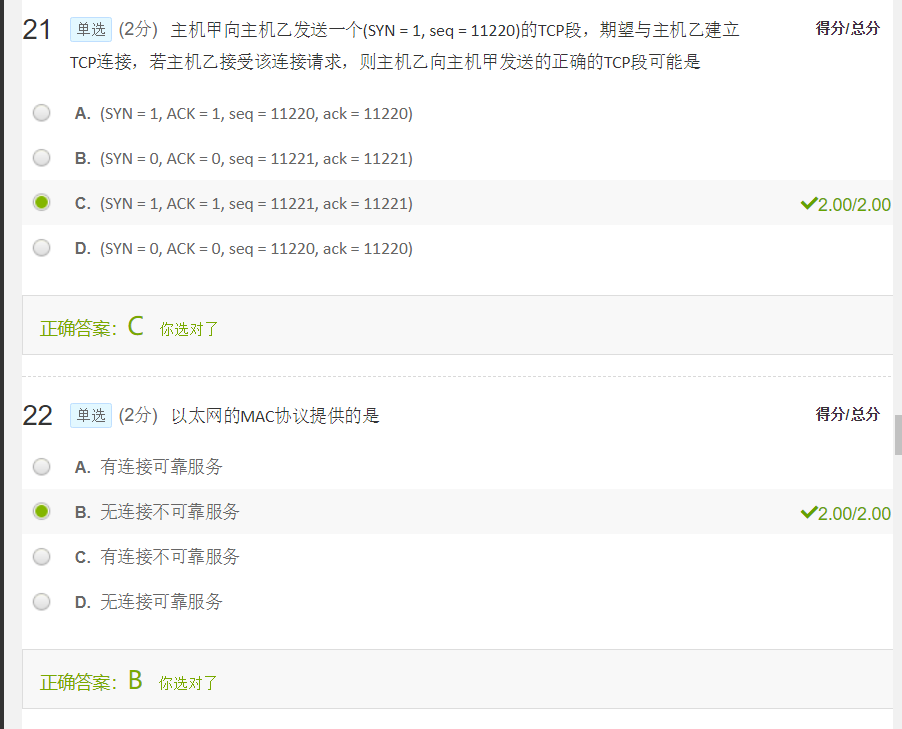 21 单选 (2分) 主机甲向主机乙发送一个(SYN = 1, seq = 11220)的TCP段，期望与主机乙建立 得分/总分
TCP连接，若主机乙接受该连接请求，则主机乙向主机甲发送的正确的TCP段可能是
A. (SYN = 1, ACK = 1, seq = 11220, ack = 11220)
B. (SYN = 0, ACK = 0, seq = 11221, ack = 11221)
C. (SYN = 1, ACK = 1, seq = 11221, ack = 11221) 2.00/2.00
D. (SYN = 0, ACK = 0, seq = 11220, ack = 11220)
正确答案：C 你选对了
22 单选 (2分) 以太网的MAC协议提供的是 得分/总分
A. 有连接可靠服务
B. 无连接不可靠服务 2.00/2.00
C. 有连接不可靠服务
D. 无连接可靠服务
正确答案：B 你选对了